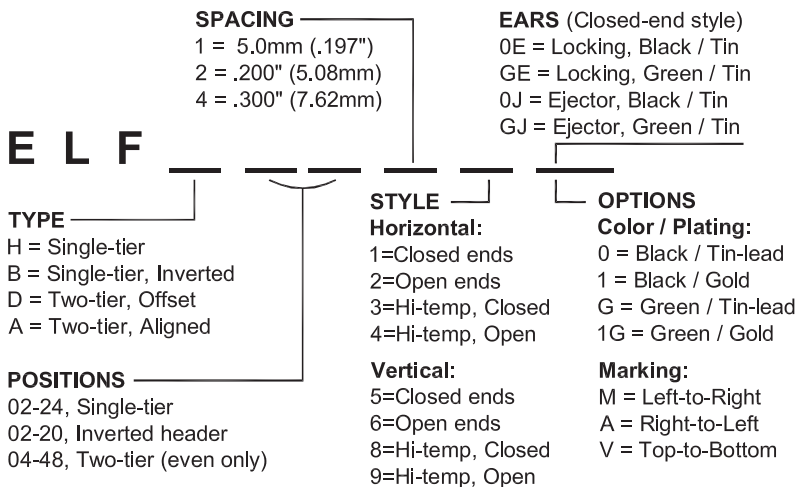 SPACING
1 = 5.0mm (.197")
2 = .200" (5.08mm)
4 = .300" (7.62mm)
EARS (Closed-end style)
0E = Locking, Black / Tin
GE = Locking, Green / Tin
0J = Ejector, Black / Tin
GJ = Ejector, Green / Tin
E L F
TYPE
H = Single-tier
B = Single-tier, Inverted
D = Two-tier, Offset
A = Two-tier, Aligned
POSITIONS
02-24, Single-tier
02-20, Inverted header
04-48, Two-tier (even only)
STYLE
Horizontal:
1=Closed ends
2=Open ends
3=Hi-temp, Closed
4=Hi-temp, Open
Vertical:
5=Closed ends
6=Open ends
8=Hi-temp, Closed
9=Hi-temp, Open
OPTIONS
Color / Plating:
0 = Black / Tin-lead
1 = Black / Gold
G = Green / Tin-lead
1G = Green / Gold
Marking:
M = Left-to-Right
A = Right-to-Left
V = Top-to-Bottom